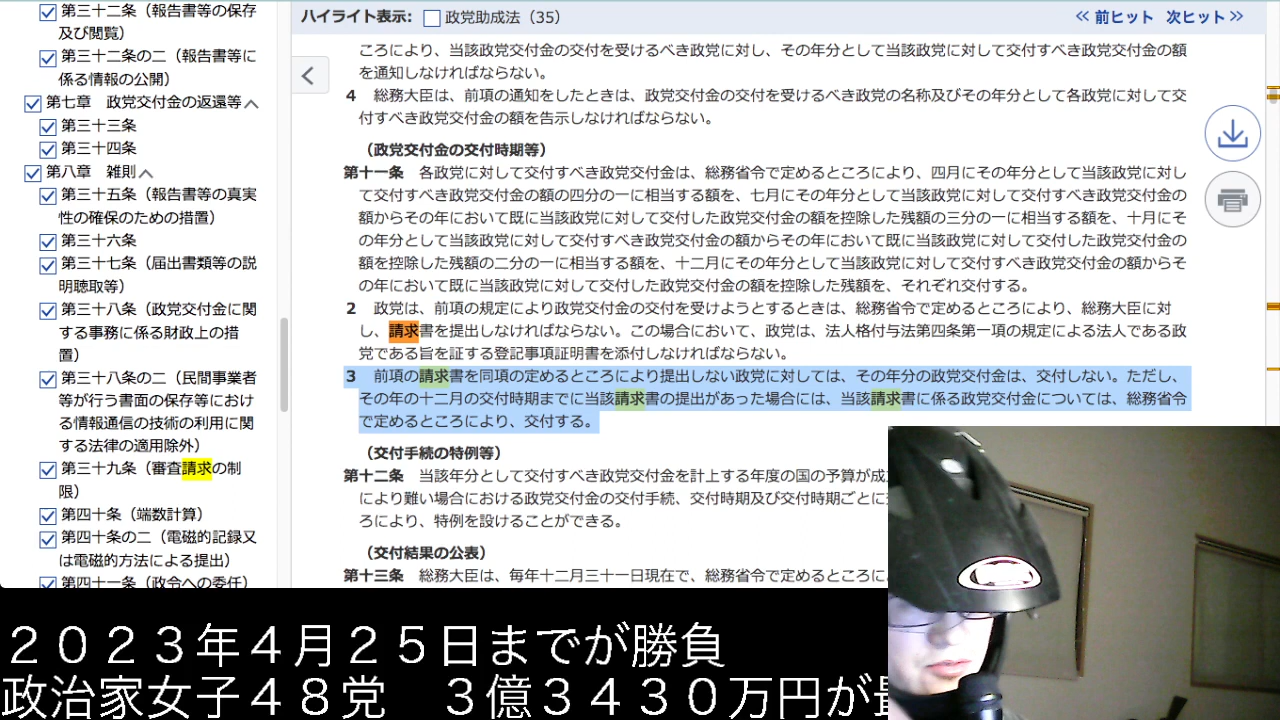 第三十二条（報告書等の保存
及び閲覧）
第三十二条の二（報告書等に
係る情報の公開）
第七章　政党交付金の返還等
第三十三条
第三十四条
第八章　雑則
第三十五条（報告書等の真実
性の確保のための措置）
第三十六条
第三十七条（届出書類等の説
明聴取等）
第三十八条（政党交付金に関
する事務に係る財政上の措
置）
第三十八条の二（民間事業者
等が行う書面の保存等におけ
る情報通信の技術の利用に関
する法律の適用除外）
第三十九条（審査請求の制
限）
第四十条（端数計算）
第四十条の二（電磁的記録又
は電磁的方法による提出）
第四十一条（政令への委任）
ハイライト表示: 政党助成法（35）
前ヒット 次ヒット
ころにより、当該政党交付金の交付を受けるべき政党に対し、その年分として当該政党に対して交付すべき政党交付金の額
を通知しなければならない。
4　総務大臣は、前項の通知をしたときは、政党交付金の交付を受けるべき政党の名称及びその年分として各政党に対して交
付すべき政党交付金の額を告示しなければならない。
（政党交付金の交付時期等）
第十一条　各政党に対して交付すべき政党交付金は、総務省令で定めるところにより、四月にその年分として当該政党に対し
て交付すべき政党交付金の額の四分の一に相当する額を、七月にその年分として当該政党に対して交付すべき政党交付金の
額からその年において既に当該政党に対して交付した政党交付金の額を控除した残額の三分の一に相当する額を、十月にそ
の年分として当該政党に対して交付すべき政党交付金の額からその年において既に当該政党に対して交付した政党交付金の額
を控除した残額の二分の一に相当する額を、十二月にその年分として当該政党に対して交付すべき政党交付金の額からそ
の年において既に当該政党に対して交付した政党交付金の額を控除した残額を、それぞれ交付する。
2　政党は、前項の規定により政党交付金の交付を受けようとするときは、総務省令で定めるところにより、総務大臣に対
し、請求書を提出しなければならない。この場合において、政党は、法人格付与法第四条第一項の規定による法人である政
党である旨を証する登記事項証明書を添付しなければならない。
3　前項の請求書を同項の定めるところにより提出しない政党に対しては、その年分の政党交付金は、交付しない。ただし、
その年の十二月の交付時期までに当該請求書の提出があった場合には、当該請求書に係る政党交付金については、総務省令
で定めるところにより、交付する。
（交付手続の特例等）
第十二条　当該年分として交付すべき政党交付金を計上する年度の国の予算が成
により難い場合における政党交付金の交付手続、交付時期及び交付時期ごとに
ろにより、特例を設けることができる。
（交付結果の公表）
第十三条　総務大臣は、毎年十二月三十一日現在で、総務省令で定めるところに
２０２３年４月２５日までが勝負
政治家女子４８党　３億３４３０万円が